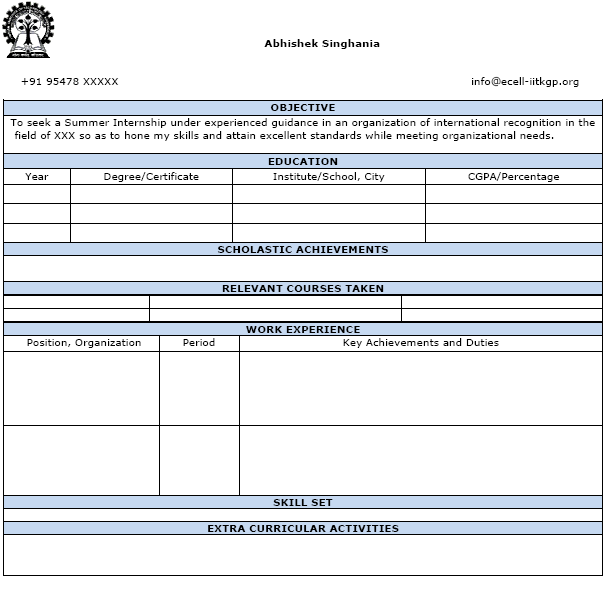 Abhishek Singhania
+91 95478 XXXXX info@ecell-iitkgp.org
OBJECTIVE
To seek a Summer Internship under experienced guidance in an organization of international recognition in the
field of XXX so as to hone my skills and attain excellent standards while meeting organizational needs.
EDUCATION
Year Degree/Certificate Institute/School, City CGPA/Percentage
SCHOLASTIC ACHIEVEMENTS
RELEVANT COURSES TAKEN
WORK EXPERIENCE
Position, Organization Period Key Achievements and Duties
SKILL SET
EXTRA CURRICULAR ACTIVITIES